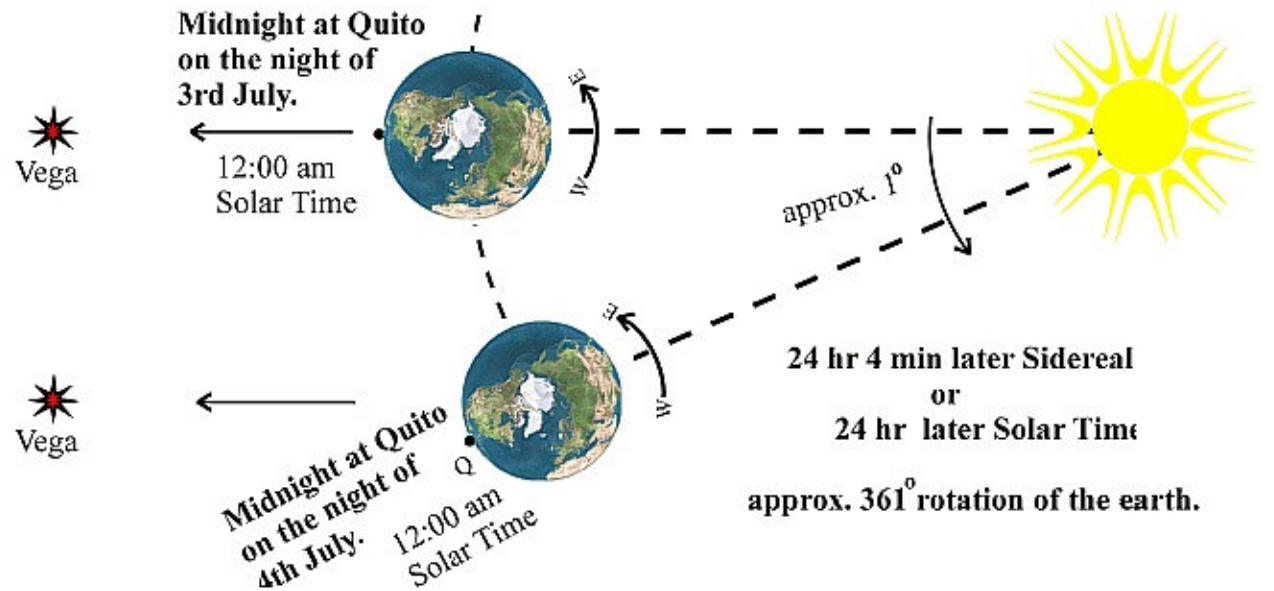 Midnight at Quito
on the night of
3rd July.
12:00 am
Solar Time
Vega
E
W
approx. 1°
Vega
E
W
Q
Midnight at Quito
on the night of
4th July.
12:00 am
Solar Time
24 hr 4 min later Sidereal
or
24 hr later Solar Time
approx. 361° rotation of the earth.